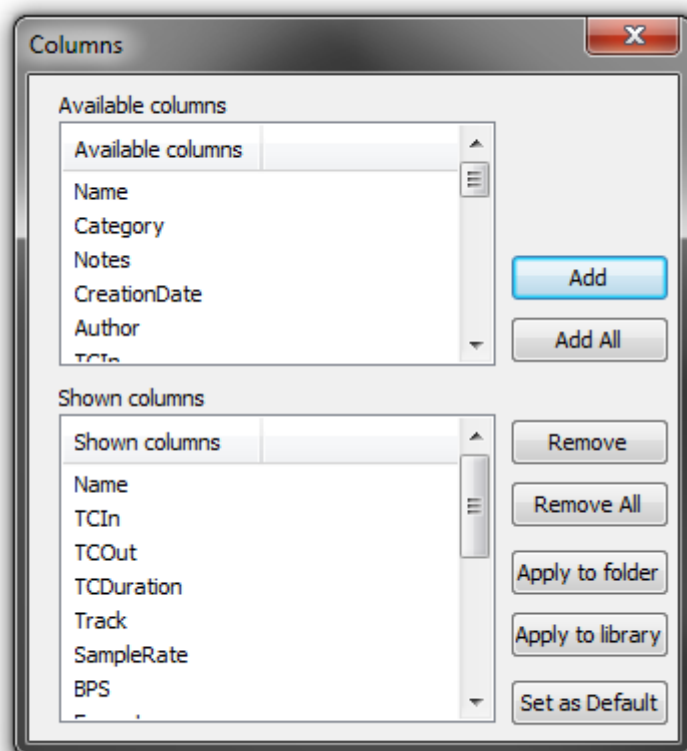 Columns
Available columns
Available columns
Name
Category
Notes
CreationDate
Author
TCIn
Add
Add All
Shown columns
Shown columns
Name
TCIn
TCOut
TCDuration
Track
SampleRate
BPS
Remove
Remove All
Apply to folder
Apply to library
Set as Default